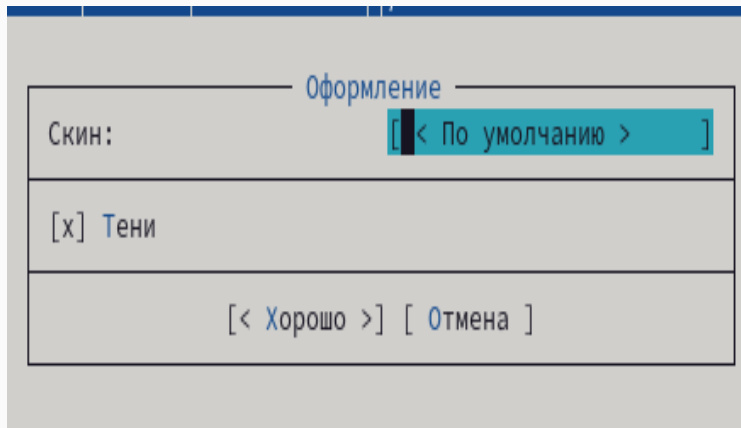 Оформление
Скин: [ < По умолчанию > ]
[x] Тени
[< Хорошо >] [ Отмена ]